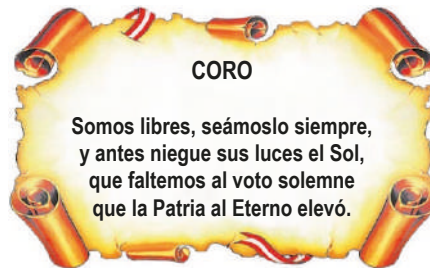 CORO
Somos libres, seámoslo siempre,
y antes niegue sus luces el Sol,
que faltemos al voto solemne
que la Patria al Eterno elevó.